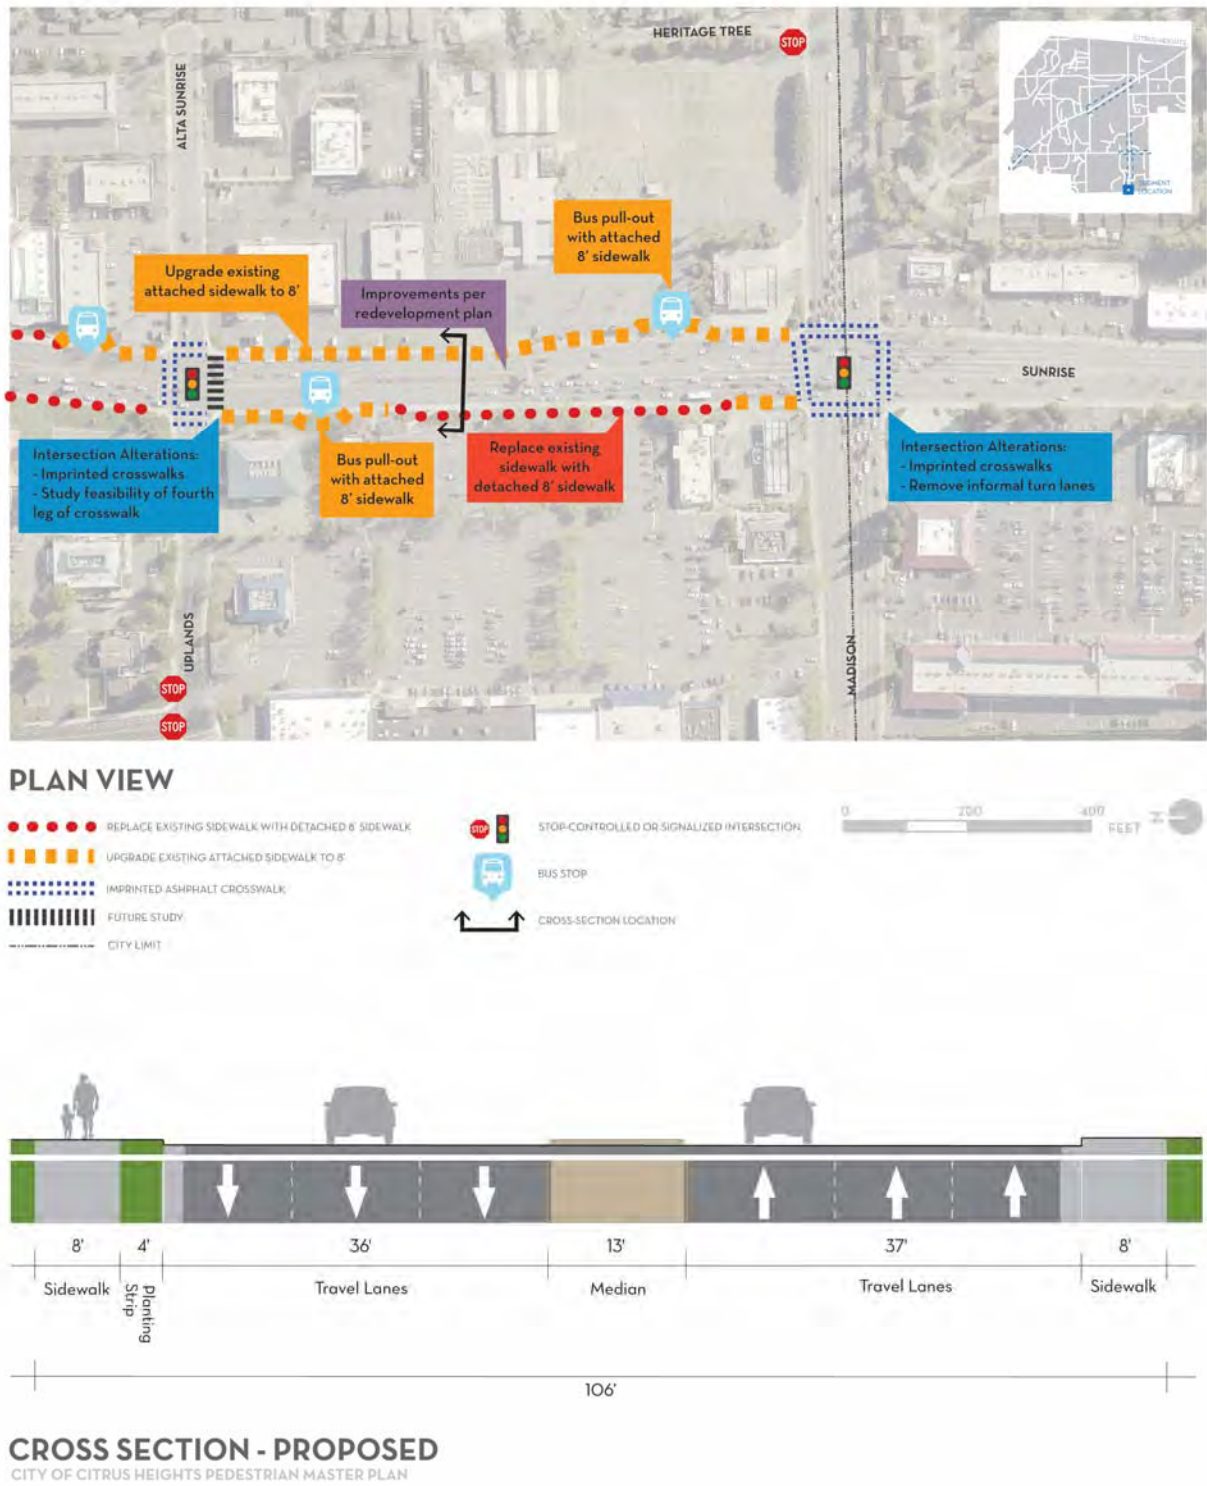 HERITAGE TREE
STOP
CITRUS HEIGHTS
ALTA SUNRISE
SEGMENT
LOCATION
Bus pull-out
with attached
8' sidewalk
Upgrade existing
attached sidewalk to 8'
Improvements per
redevelopment plan
SUNRISE
Intersection Alterations:
- Imprinted crosswalks
- Study feasibility of fourth
leg of crosswalk
Bus pull-out
with attached
8' sidewalk
Replace existing
sidewalk with
detached 8' sidewalk
Intersection Alterations:
- Imprinted crosswalks
- Remove informal turn lanes
UPLANDS
MADISON
STOP
STOP
PLAN VIEW
REPLACE EXISTING SIDEWALK WITH DETACHED 8' SIDEWALK
UPGRADE EXISTING ATTACHED SIDEWALK TO 8'
IMPRINTED ASHPHALT CROSSWALK
FUTURE STUDY
CITY LIMIT
STOP
STOP-CONTROLLED OR SIGNALIZED INTERSECTION
BUS STOP
CROSS-SECTION LOCATION
0 200 400
FEET
N
8' 4' 36' 13' 37' 8'
Sidewalk
Planting
Strip
Travel Lanes
Median
Travel Lanes
Sidewalk
106'
CROSS SECTION - PROPOSED
CITY OF CITRUS HEIGHTS PEDESTRIAN MASTER PLAN